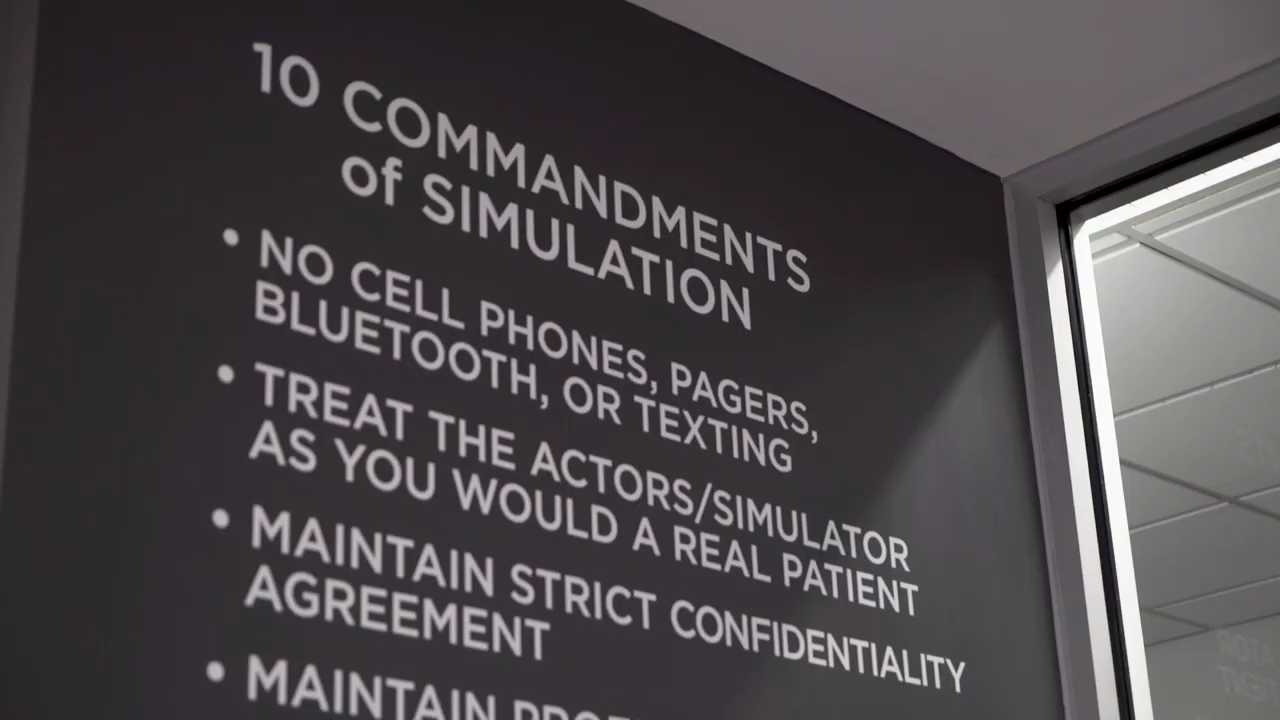 10 COMMANDMENTS
of SIMULATION
• NO CELL PHONES, PAGERS,
BLUETOOTH, OR TEXTING
• TREAT THE ACTORS/SIMULATOR
AS YOU WOULD A REAL PATIENT
• MAINTAIN STRICT CONFIDENTIALITY
AGREEMENT
• MAINTAIN